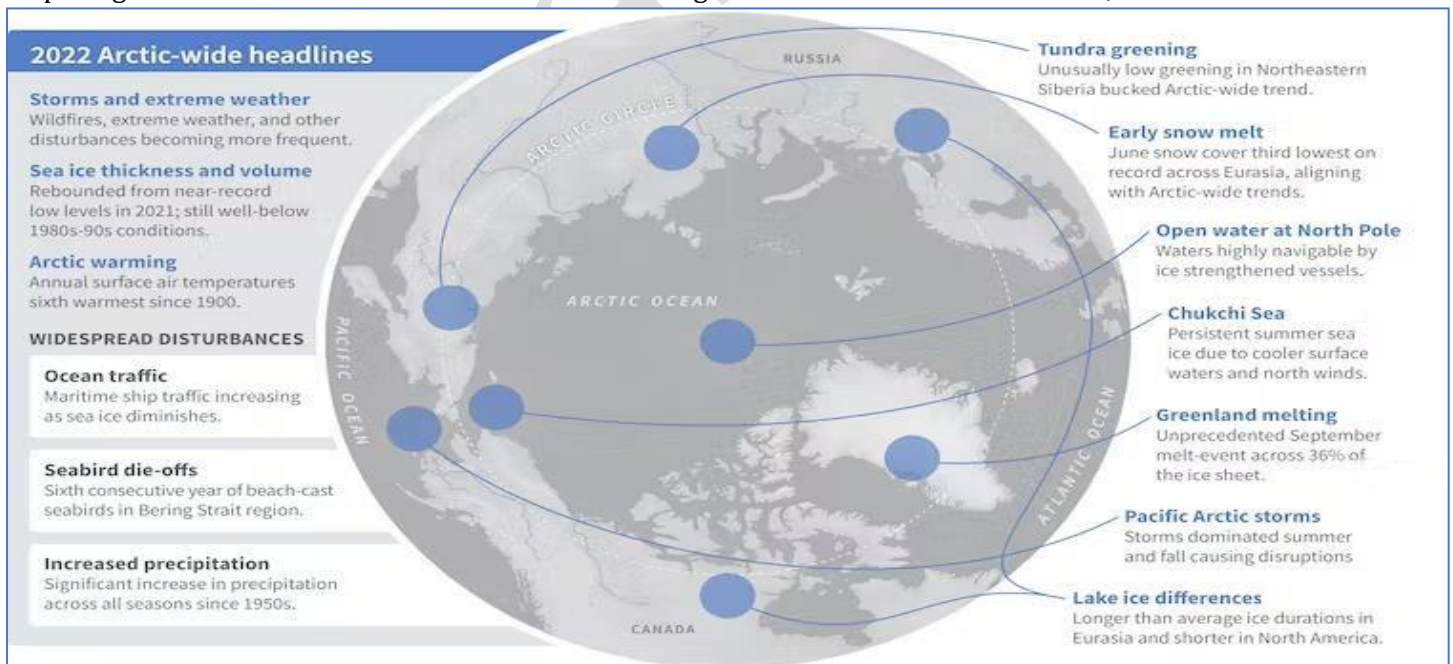 2022 Arctic-wide headlines
Storms and extreme weather
Wildfires, extreme weather, and other
disturbances becoming more frequent.
Sea ice thickness and volume
Rebounded from near-record
low levels in 2021; still well-below
1980s-90s conditions.
Arctic warming
Annual surface air temperatures
sixth warmest since 1900.
WIDESPREAD DISTURBANCES
Ocean traffic
Maritime ship traffic increasing
as sea ice diminishes.
Seabird die-offs
Sixth consecutive year of beach-cast
seabirds in Bering Strait region.
Increased precipitation
Significant increase in precipitation
across all seasons since 1950s.
RUSSIA
ARCTIC CIRCLE
ARCTIC OCEAN
PACIFIC OCEAN
ATLANTIC OCEAN
CANADA
Tundra greening
Unusually low greening in Northeastern
Siberia bucked Arctic-wide trend.
Early snow melt
June snow cover third lowest on
record across Eurasia, aligning
with Arctic-wide trends.
Open water at North Pole
Waters highly navigable by
ice strengthened vessels.
Chukchi Sea
Persistent summer sea
ice due to cooler surface
waters and north winds.
Greenland melting
Unprecedented September
melt-event across 36% of
the ice sheet.
Pacific Arctic storms
Storms dominated summer
and fall causing disruptions
Lake ice differences
Longer than average ice durations in
Eurasia and shorter in North America.